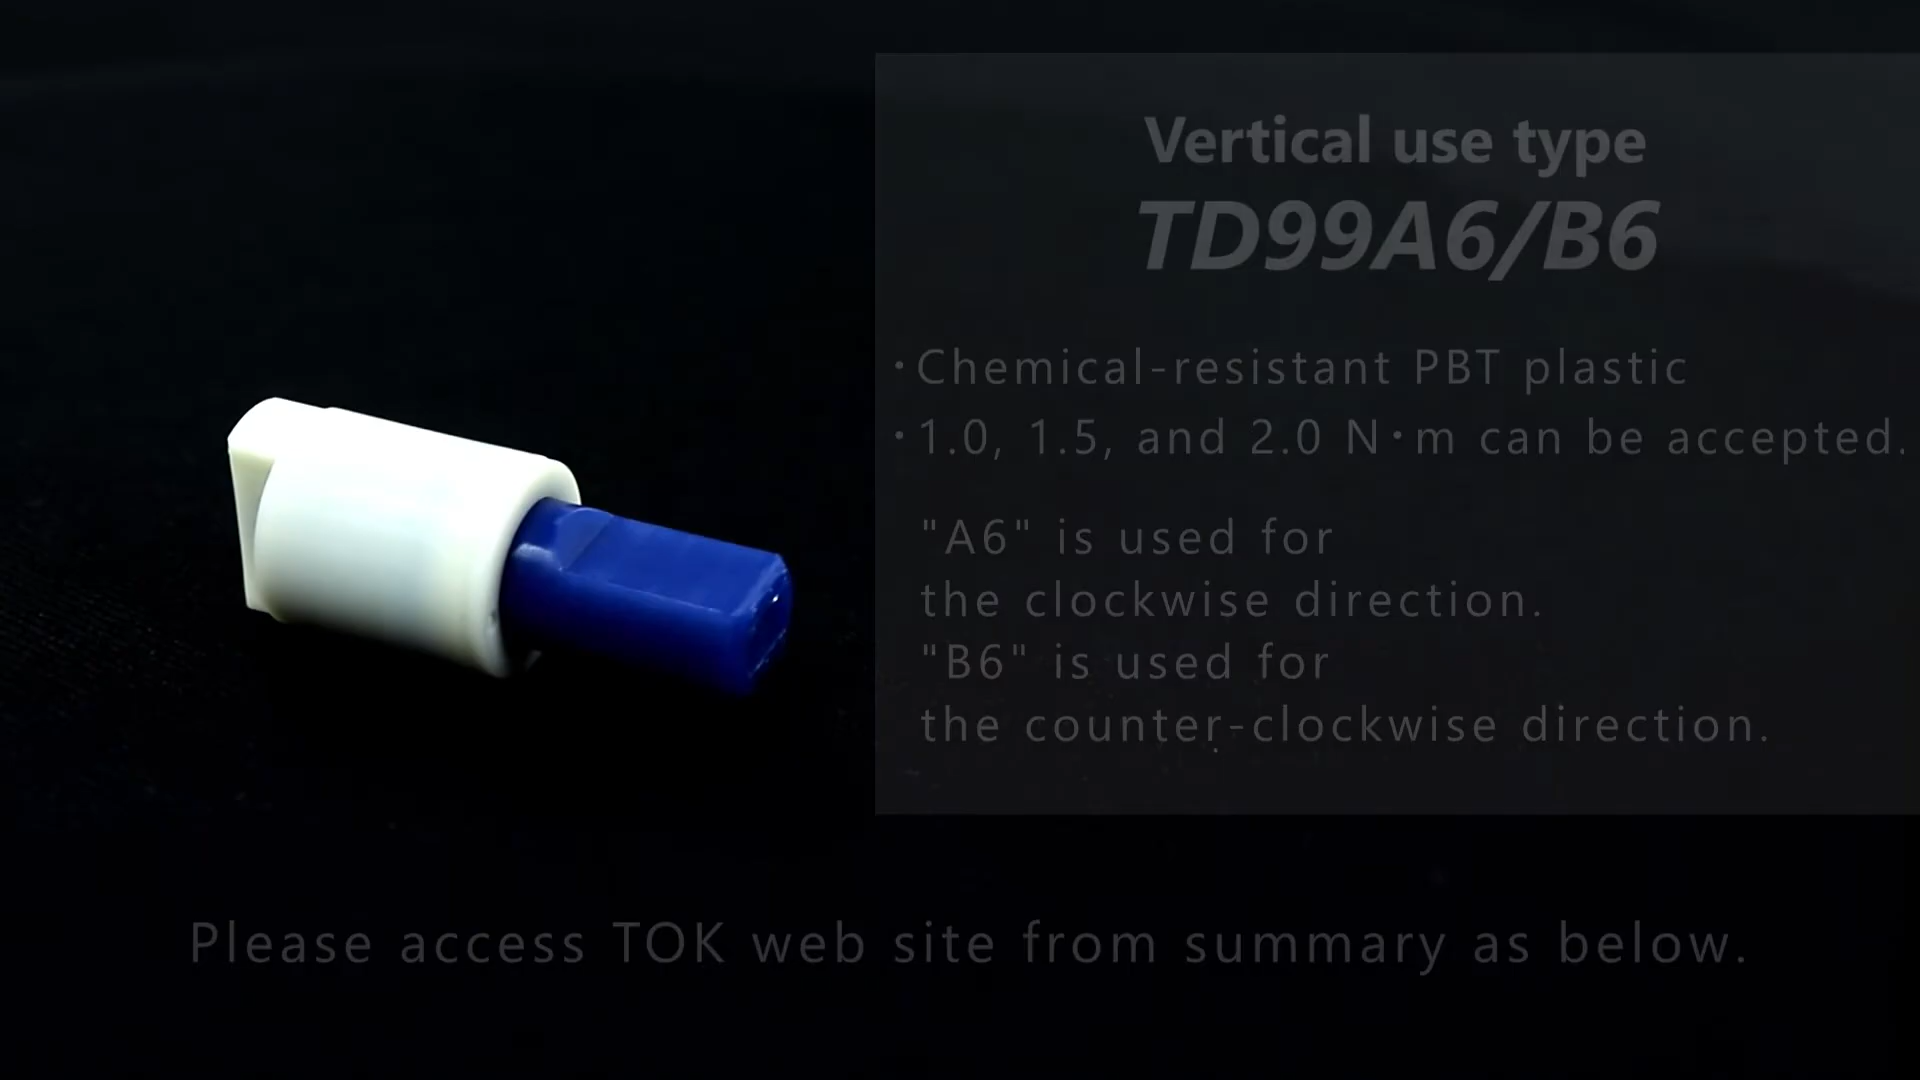 Vertical use type
TD99A6/B6
・Chemical-resistant PBT plastic
・1.0, 1.5, and 2.0 N・m can be accepted.
"A6" is used for
the clockwise direction.
"B6" is used for
the counter-clockwise direction.
Please access TOK web site from summary as below.